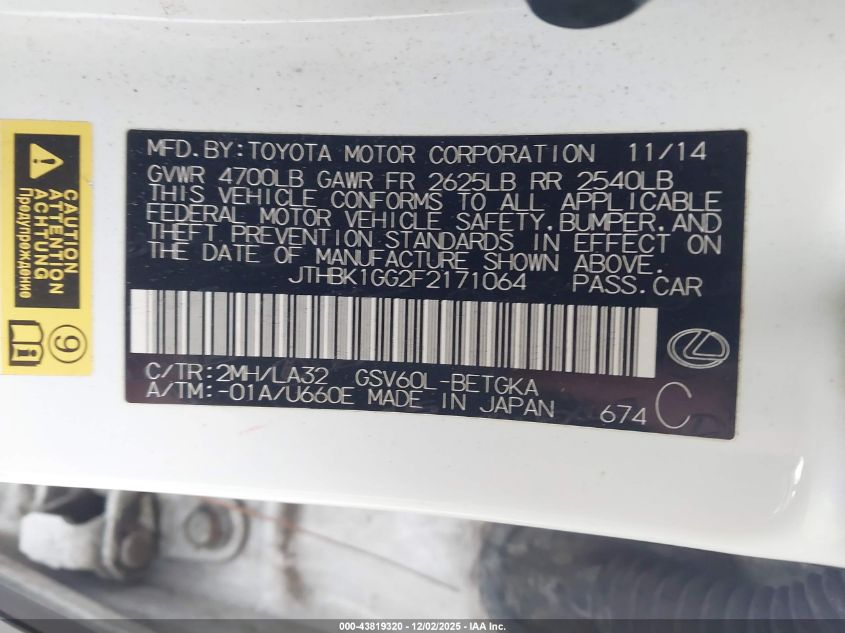 MFD.BY:TOYOTA MOTOR CORPORATION 11/14
GVWR 4700LB GAWR FR 2625LB RR 2540LB
THIS VEHICLE CONFORMS TO ALL APPLICABLE
FEDERAL MOTOR VEHICLE SAFETY,BUMPER,AND
THEFT PREVENTION STANDARDS IN EFFECT ON
THE DATE OF MANUFACTURE SHOWN ABOVE.
JTHBK1GG2F2171064 PASS.CAR
C/TR:2MH/LA32 GSV60L-BETGKA
A/TM:-01A/U660E MADE IN JAPAN 674 C
CAUTION
ATTENTION
ACHTUNG
Предупреждение
9
000-43819320 - 12/02/2025 - IAA Inc.